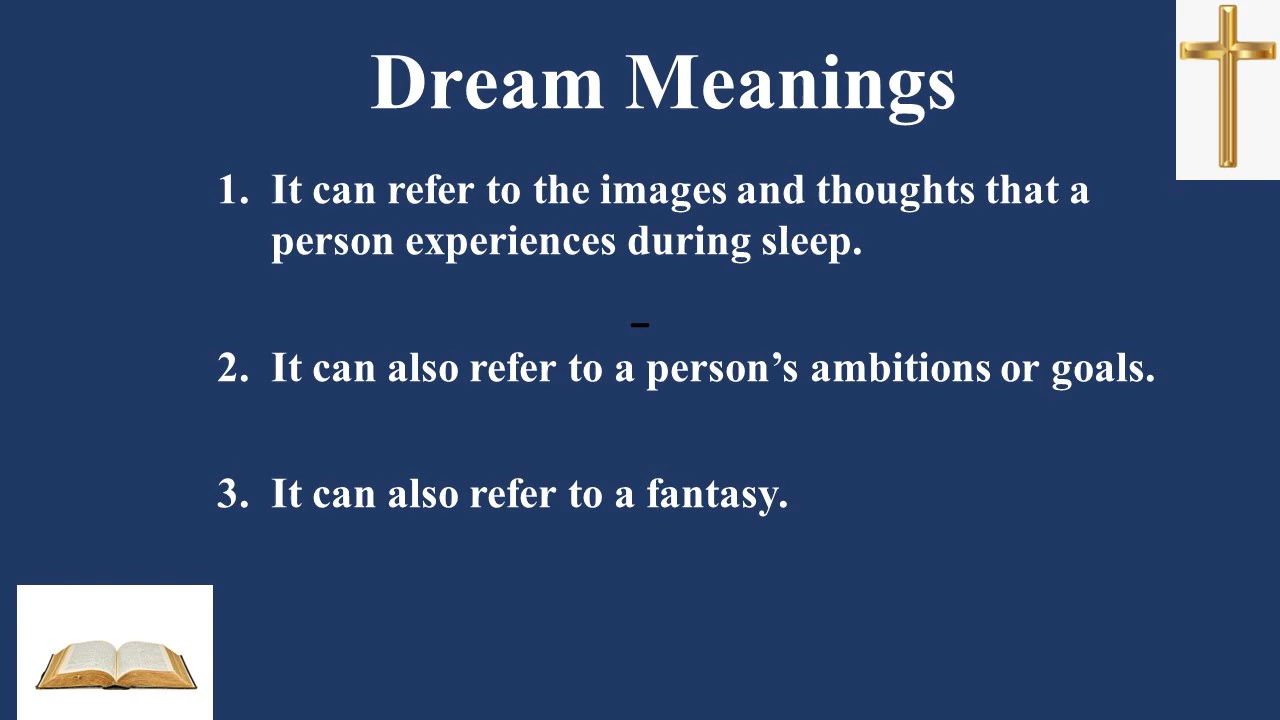 Dream Meanings
1. It can refer to the images and thoughts that a
person experiences during sleep.
-
2. It can also refer to a person’s ambitions or goals.
3. It can also refer to a fantasy.